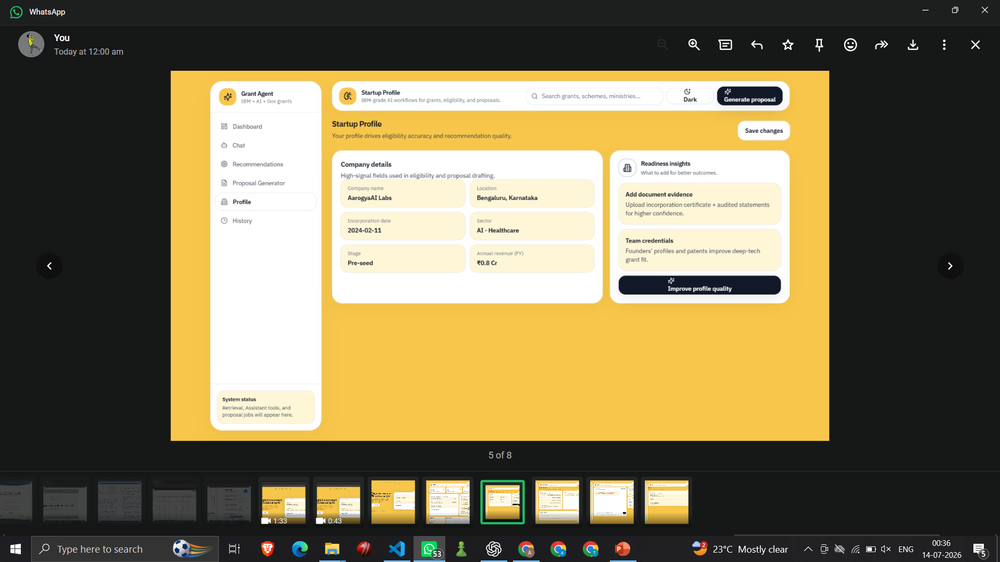 WhatsApp
You
Today at 12:00 am
Grant Agent
IBM + AI + Gov grants
Dashboard
Chat
Recommendations
Proposal Generator
Profile
History
System status
Retrieval, Assistant tools, and
proposal jobs will appear here.
Startup Profile
IBM-grade AI workflows for grants, eligibility, and proposals.
Search grants, schemes, ministries...
Dark
Generate proposal
Startup Profile
Your profile drives eligibility accuracy and recommendation quality.
Save changes
Company details
High-signal fields used in eligibility and proposal drafting.
Company name
AarogyaAI Labs
Location
Bengaluru, Karnataka
Incorporation date
2024-02-11
Sector
AI · Healthcare
Stage
Pre-seed
Annual revenue (FY)
₹0.8 Cr
Readiness insights
What to add for better outcomes.
Add document evidence
Upload incorporation certificate + audited statements
for higher confidence.
Team credentials
Founders’ profiles and patents improve deep-tech
grant fit.
Improve profile quality
5 of 8
1:33
0:43
Type here to search
53
2
23°C Mostly clear
ENG
00:36
14-07-2026
5